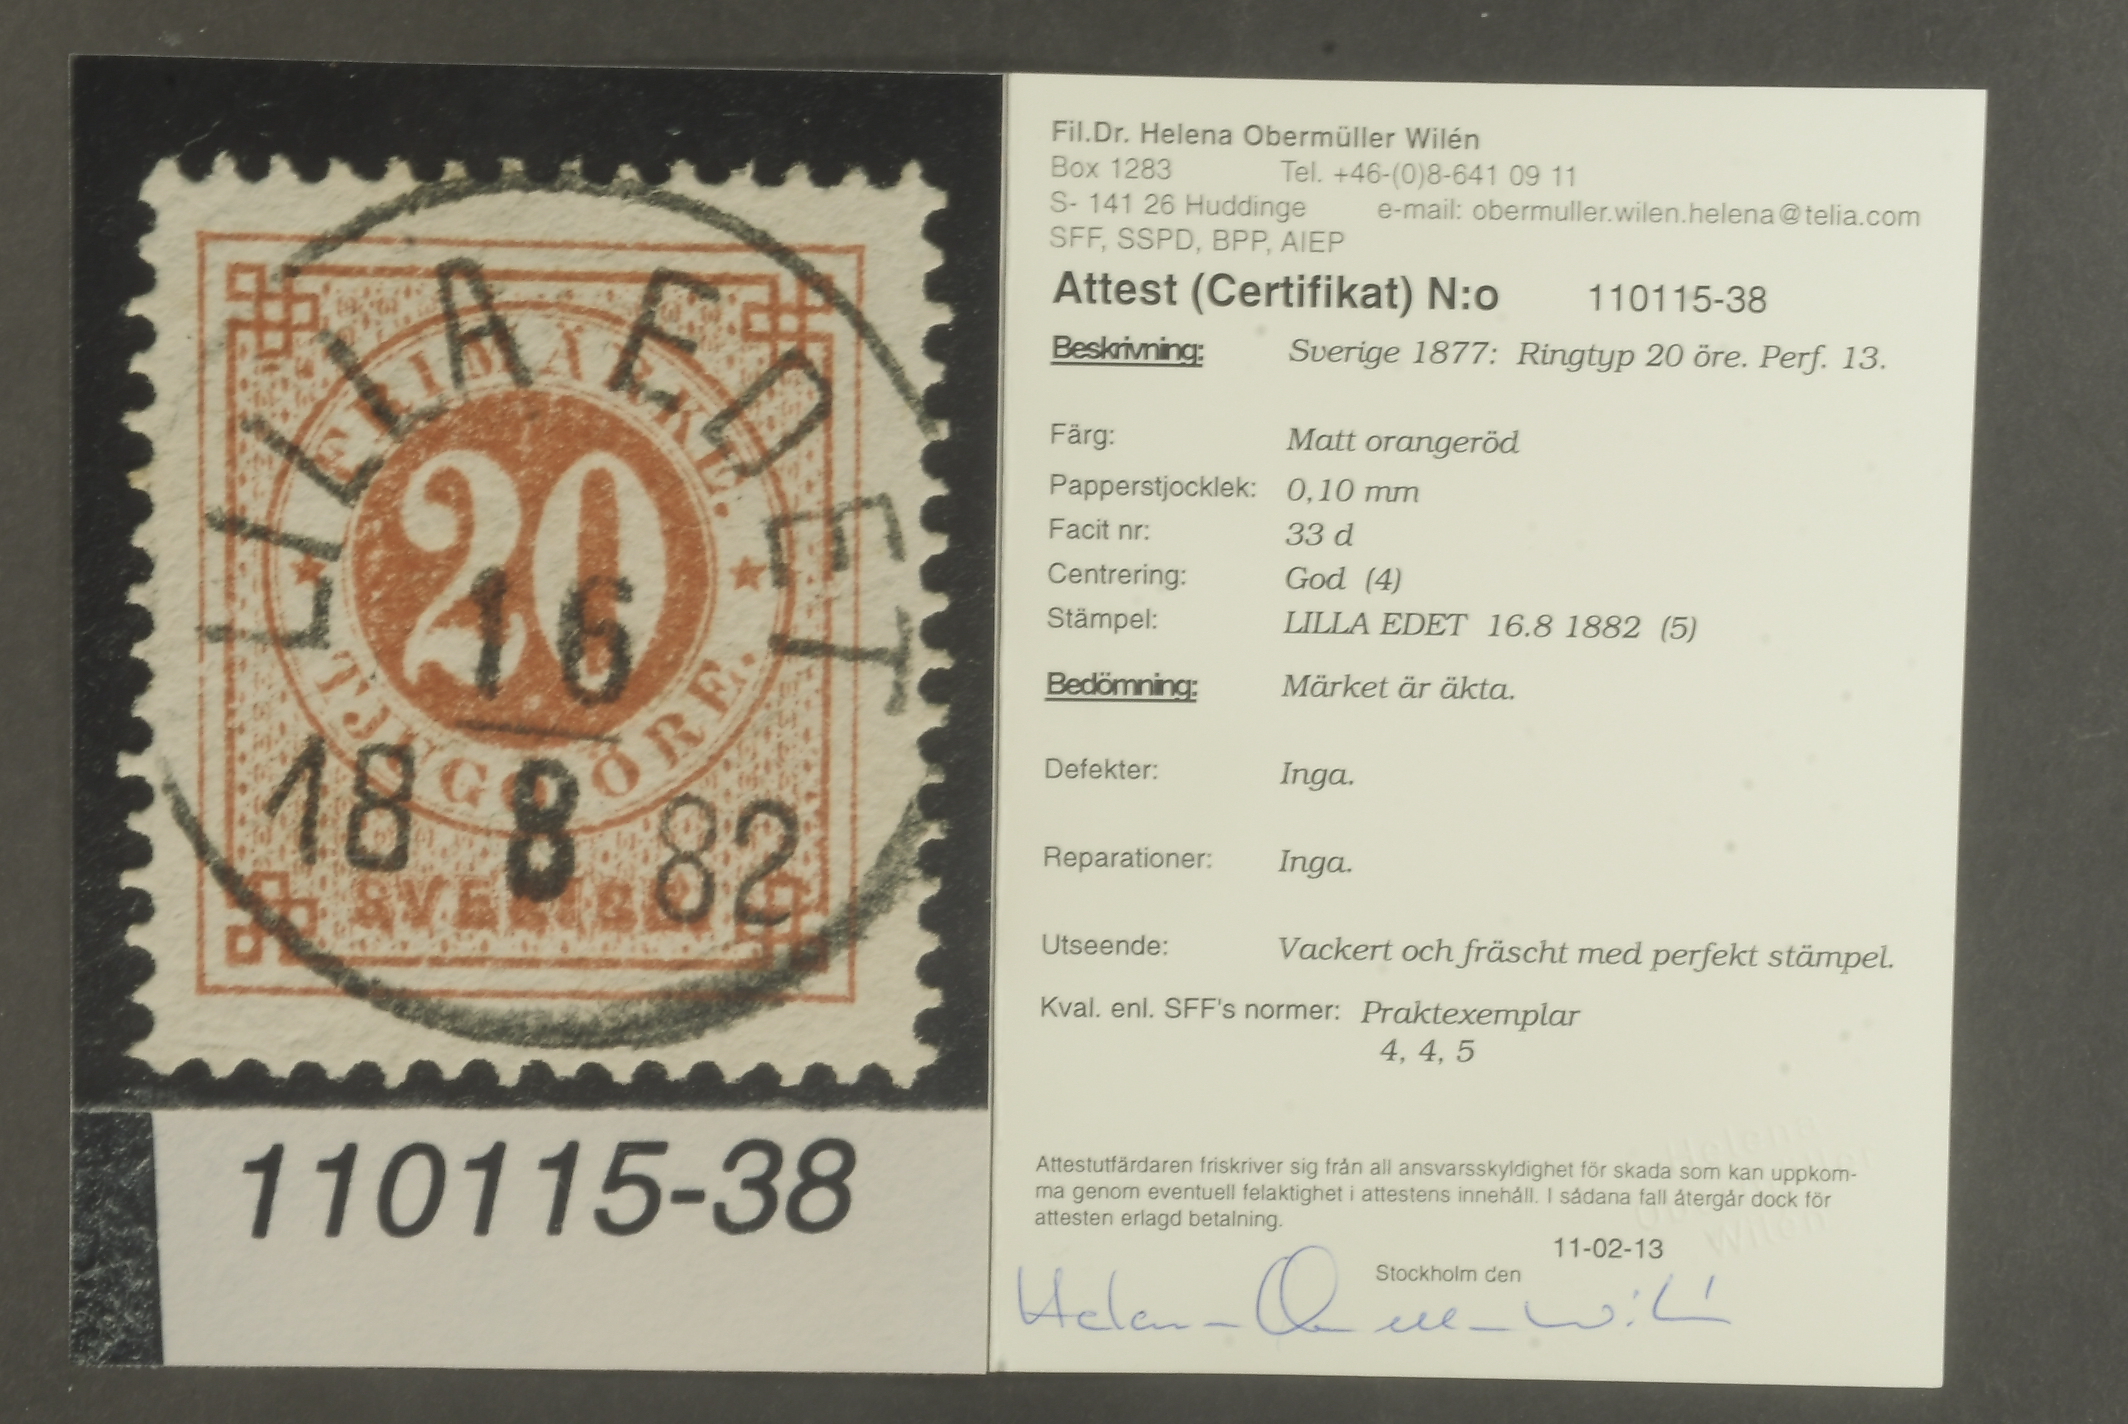 LILLA EDET
FRIMÄRKE.
20
16
TJUGO ÖRE.
18 8 82
SVERIGE
110115-38
Fil.Dr. Helena Obermüller Wilén
Box 1283 Tel. +46-(0)8-641 09 11
S- 141 26 Huddinge e-mail: obermuller.wilen.helena@telia.com
SFF, SSPD, BPP, AIEP
Attest (Certifikat) N:o 110115-38
Beskrivning: Sverige 1877: Ringtyp 20 öre. Perf. 13.
Färg: Matt orangeröd
Papperstjocklek: 0,10 mm
Facit nr: 33 d
Centrering: God (4)
Stämpel: LILLA EDET 16.8 1882 (5)
Bedömning: Märket är äkta.
Defekter: Inga.
Reparationer: Inga.
Utseende: Vackert och fräscht med perfekt stämpel.
Kval. enl. SFF's normer: Praktexemplar
4, 4, 5
Attestutfärdaren friskriver sig från all ansvarsskyldighet för skada som kan uppkom-
ma genom eventuell felaktighet i attestens innehåll. I sådana fall återgår dock för
attesten erlagd betalning.
11-02-13
Stockholm den
Helena Obermüller Wilén